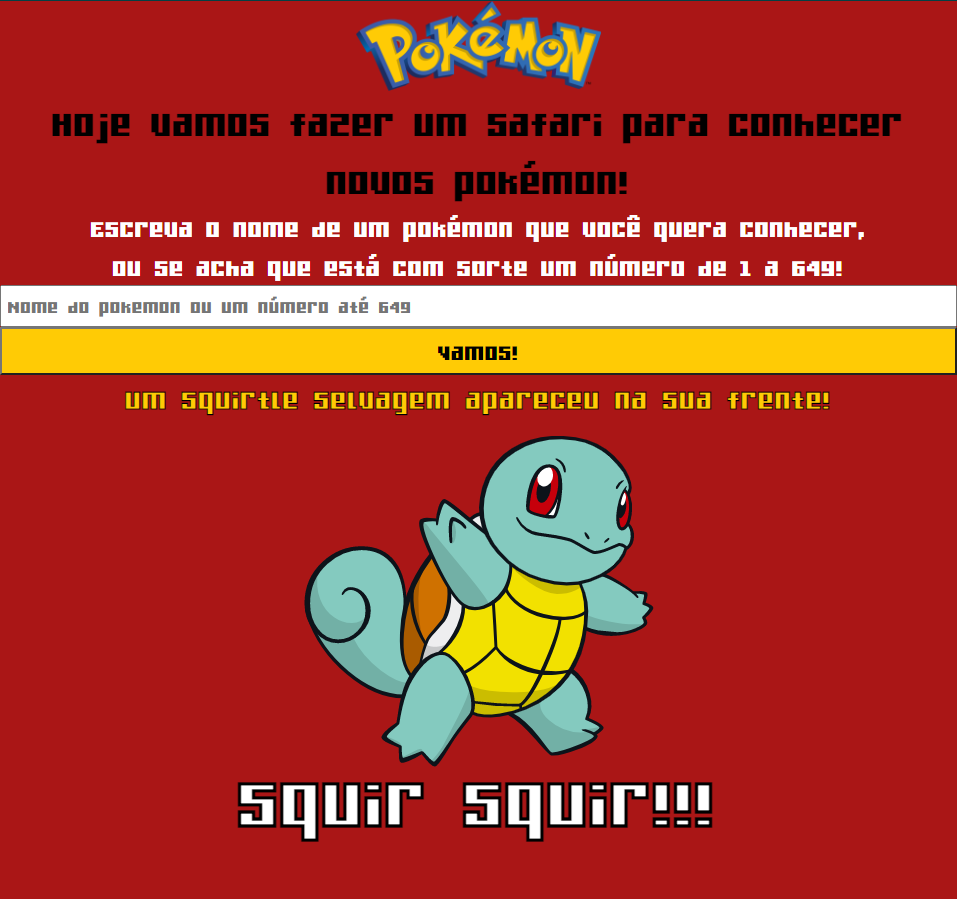 POKéMON
Hoje vamos fazer um safari para conhecer
novos pokémon!
Escreva o nome de um pokémon que você quera conhecer,
ou se acha que está com sorte um número de 1 a 649!
Nome do pokemon ou um número até 649
Vamos!
Um squirtle selvagem apareceu na sua frente!
Squir squir!!!